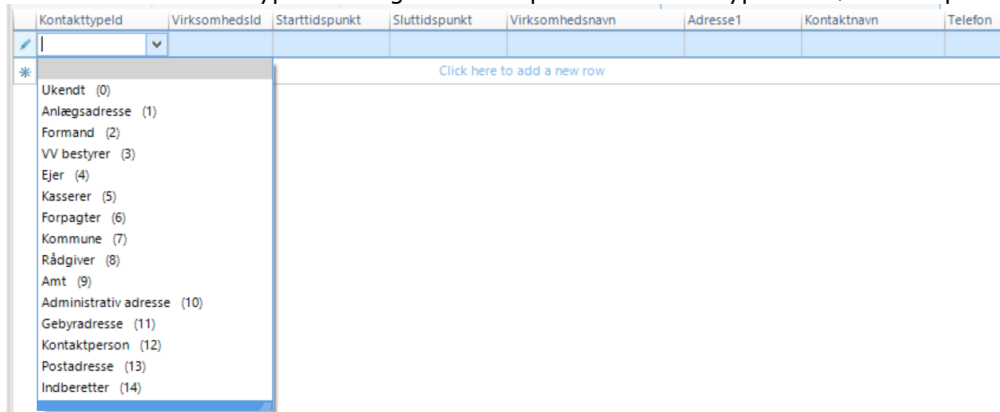 KontakttypeId VirksomhedsId Starttidspunkt Sluttidspunkt Virksomhedsnavn Adresse1 Kontaktnavn Telefon
Click here to add a new row
Ukendt (0)
Anlægsadresse (1)
Formand (2)
VV bestyrer (3)
Ejer (4)
Kasserer (5)
Forpagter (6)
Kommune (7)
Rådgiver (8)
Amt (9)
Administrativ adresse (10)
Gebyradresse (11)
Kontaktperson (12)
Postadresse (13)
Indberetter (14)